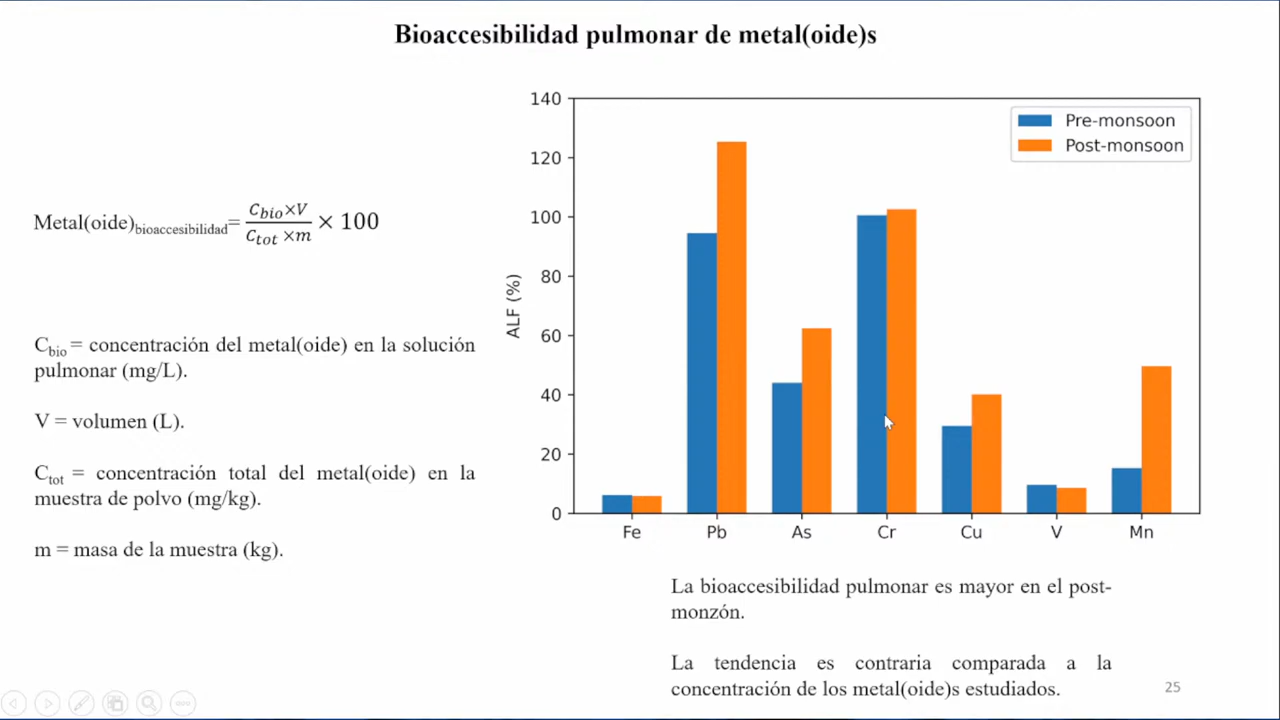 Bioaccesibilidad pulmonar de metal(oide)s
Metal(oide)bioaccesibilidad= Cbio×V / Ctot ×m × 100
Cbio = concentración del metal(oide) en la solución
pulmonar (mg/L).
V = volumen (L).
Ctot = concentración total del metal(oide) en la
muestra de polvo (mg/kg).
m = masa de la muestra (kg).
ALF (%)
140
120
100
80
60
40
20
0
Pre-monsoon
Post-monsoon
Fe Pb As Cr Cu V Mn
La bioaccesibilidad pulmonar es mayor en el post-
monzón.
La tendencia es contraria comparada a la
concentración de los metal(oide)s estudiados.
25